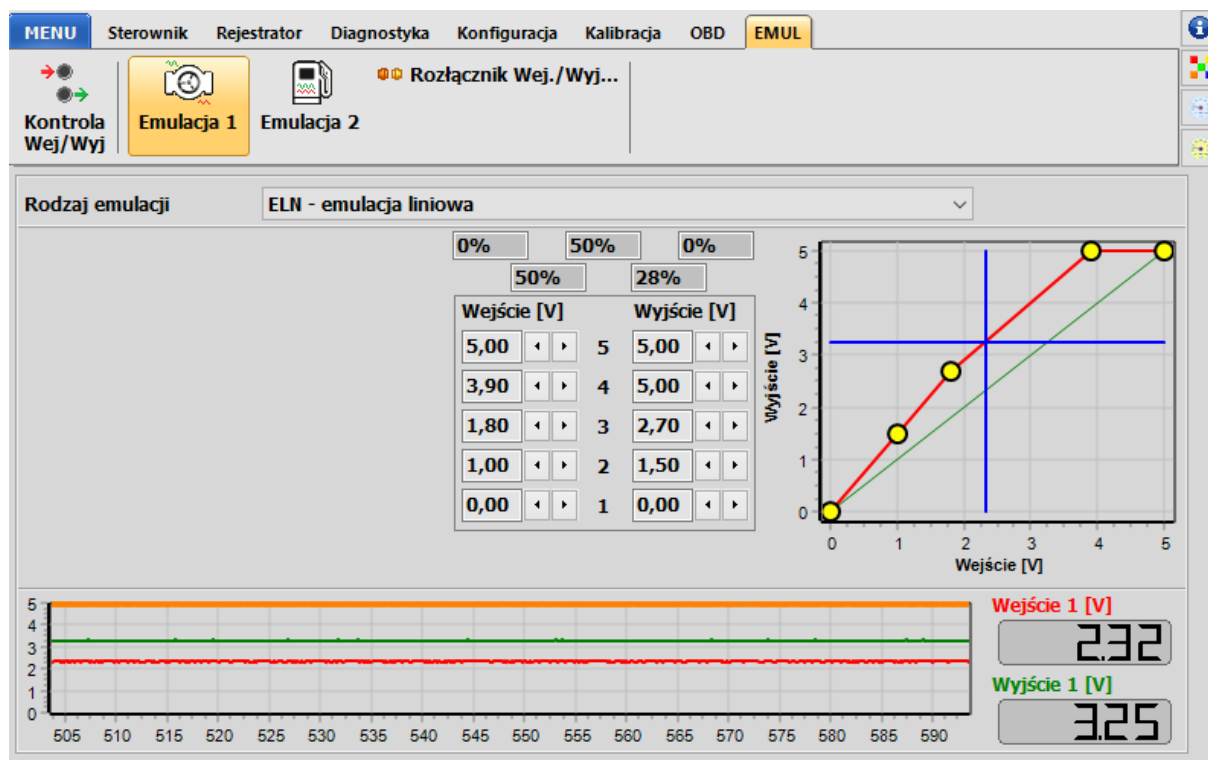 MENU Sterownik Rejestrator Diagnostyka Konfiguracja Kalibracja OBD EMUL
Kontrola Wej/Wyj
Emulacja 1
Emulacja 2
Rozłącznik Wej./Wyj...
Rodzaj emulacji ELN - emulacja liniowa
0% 50% 0%
50% 28%
Wejście [V] Wyjście [V]
5,00 5 5,00
3,90 4 5,00
1,80 3 2,70
1,00 2 1,50
0,00 1 0,00
Wyjście [V]
5
4
3
2
1
0
0 1 2 3 4 5
Wejście [V]
5
4
3
2
1
0
505 510 515 520 525 530 535 540 545 550 555 560 565 570 575 580 585 590
Wejście 1 [V]
2.32
Wyjście 1 [V]
3.25